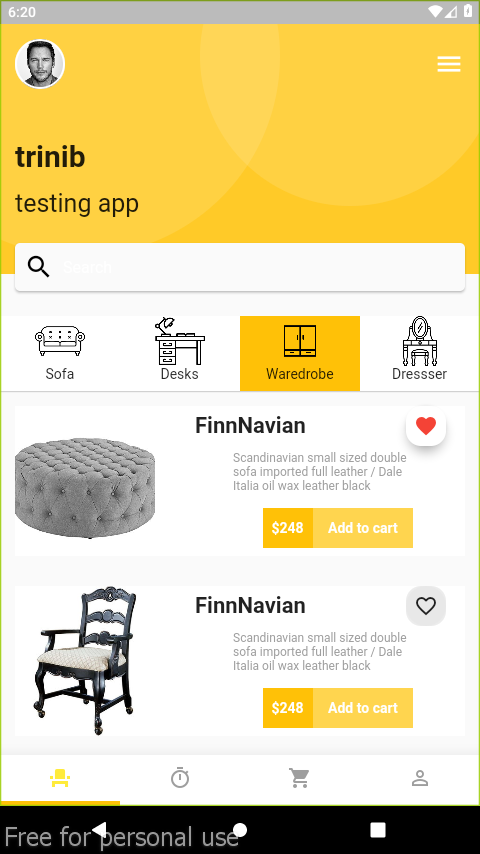 6:20
trinib
testing app
Search
Sofa Desks Waredrobe Dressser
FinnNavian
Scandinavian small sized double
sofa imported full leather / Dale
Italia oil wax leather black
$248 Add to cart
FinnNavian
Scandinavian small sized double
sofa imported full leather / Dale
Italia oil wax leather black
$248 Add to cart
Free for personal use